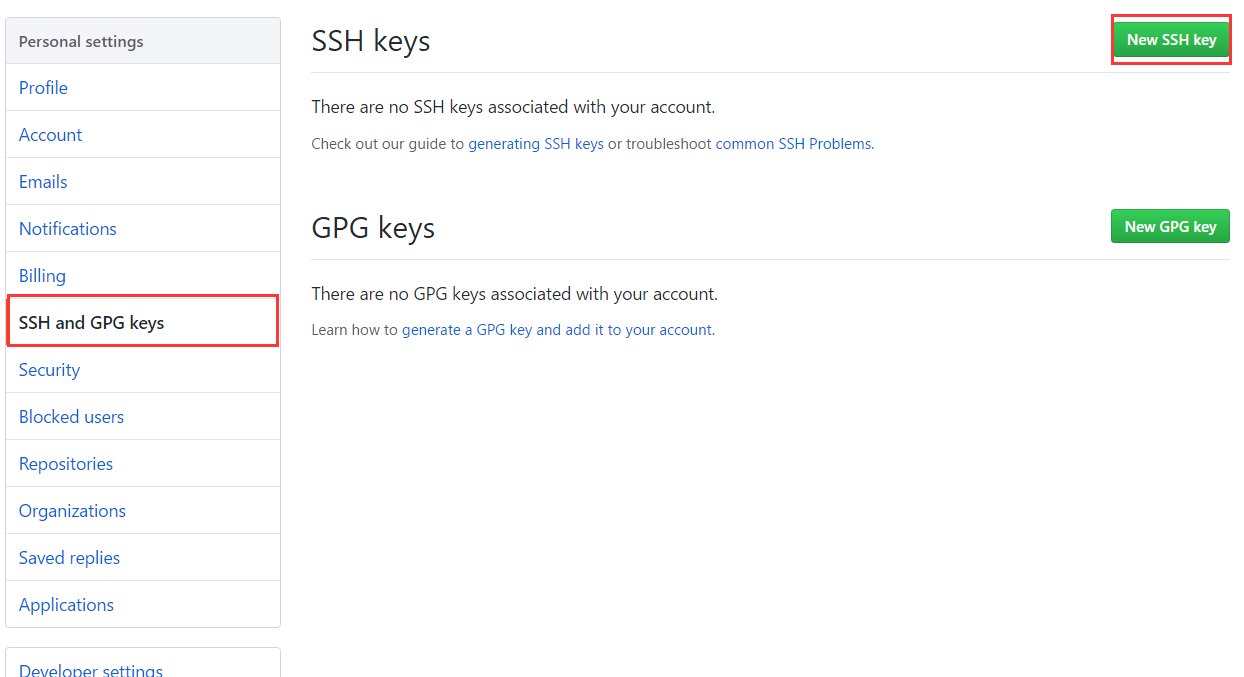 Personal settings
Profile
Account
Emails
Notifications
Billing
SSH and GPG keys
Security
Blocked users
Repositories
Organizations
Saved replies
Applications
Developer settings
SSH keys
New SSH key
There are no SSH keys associated with your account.
Check out our guide to generating SSH keys or troubleshoot common SSH Problems.
GPG keys
New GPG key
There are no GPG keys associated with your account.
Learn how to generate a GPG key and add it to your account.